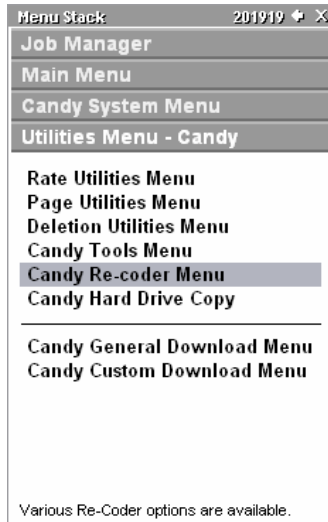 Menu Stack 201919 X
Job Manager
Main Menu
Candy System Menu
Utilities Menu - Candy
Rate Utilities Menu
Page Utilities Menu
Deletion Utilities Menu
Candy Tools Menu
Candy Re-coder Menu
Candy Hard Drive Copy
Candy General Download Menu
Candy Custom Download Menu
Various Re-Coder options are available.